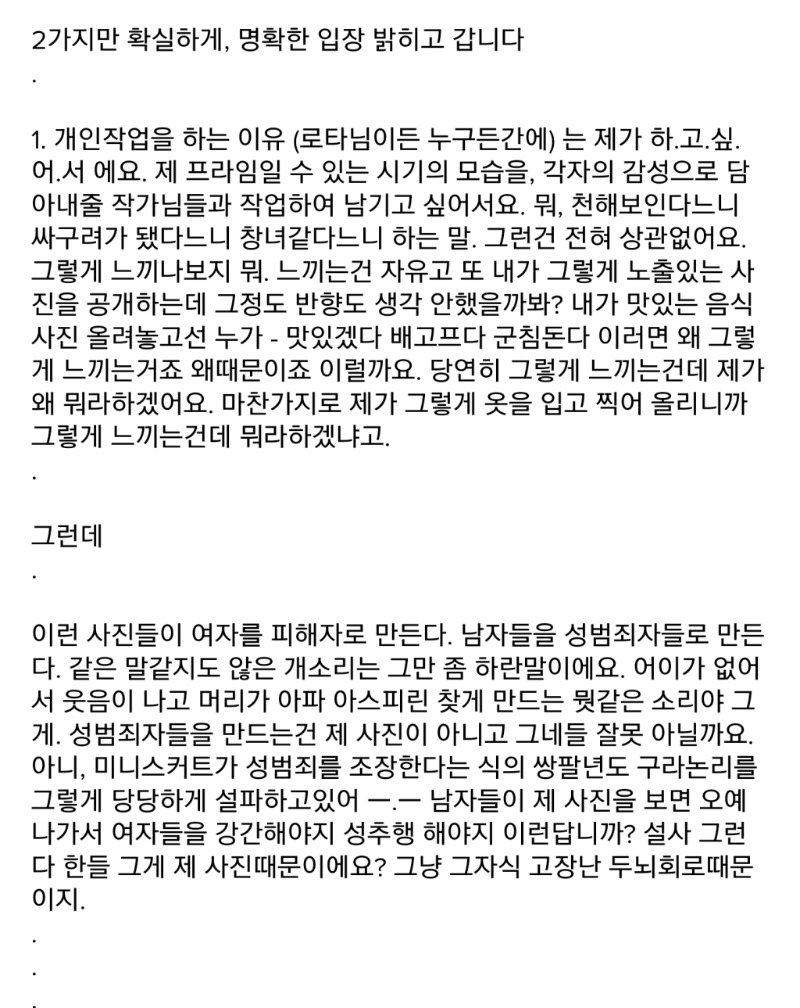 2가지만 확실하게, 명확한 입장 밝히고 갑니다
.
1. 개인작업을 하는 이유 (로타님이든 누구든간에) 는 제가 하.고.싶.
어.서 에요. 제 프라임일 수 있는 시기의 모습을, 각자의 감성으로 담
아내줄 작가님들과 작업하여 남기고 싶어서요. 뭐, 천해보인다느니
싸구려가 됐다느니 창녀같다느니 하는 말. 그런건 전혀 상관없어요.
그렇게 느끼나보지 뭐. 느끼는건 자유고 또 내가 그렇게 노출있는 사
진을 공개하는데 그정도 반향도 생각 안했을까봐? 내가 맛있는 음식
사진 올려놓고선 누가 - 맛있겠다 배고프다 군침돈다 이러면 왜 그렇
게 느끼는거죠 왜때문이죠 이럴까요. 당연히 그렇게 느끼는건데 제가
왜 뭐라하겠어요. 마찬가지로 제가 그렇게 옷을 입고 찍어 올리니까
그렇게 느끼는건데 뭐라하겠냐고.
.
그런데
.
이런 사진들이 여자를 피해자로 만든다. 남자들을 성범죄자들로 만든
다. 같은 말같지도 않은 개소리는 그만 좀 하란말이에요. 어이가 없어
서 웃음이 나고 머리가 아파 아스피린 찾게 만드는 뭣같은 소리야 그
게. 성범죄자들을 만드는건 제 사진이 아니고 그네들 잘못 아닐까요.
아니, 미니스커트가 성범죄를 조장한다는 식의 쌍팔년도 구라논리를
그렇게 당당하게 설파하고있어 ㅡ.ㅡ 남자들이 제 사진을 보면 오예
나가서 여자들을 강간해야지 성추행 해야지 이런답니까? 설사 그런
다 한들 그게 제 사진때문이에요? 그냥 그자식 고장난 두뇌회로때문
이지.
.
.
.